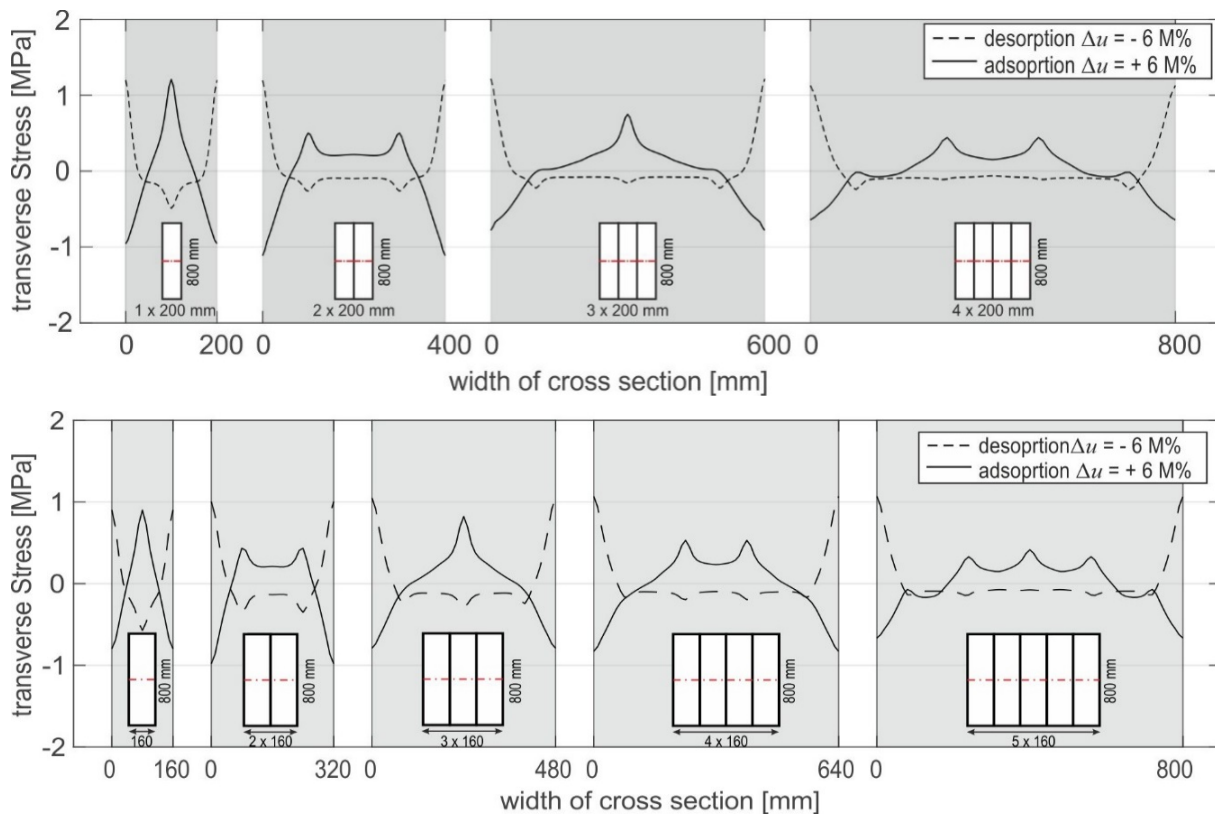 2
1
0
-1
-2
transverse Stress [MPa]
desorption Δu = - 6 M%
adsoprtion Δu = + 6 M%
800 mm
1 x 200 mm
800 mm
2 x 200 mm
800 mm
3 x 200 mm
800 mm
4 x 200 mm
0 200 0 400 0 600 0 800
width of cross section [mm]
2
1
0
-1
-2
transverse Stress [MPa]
desoprtionΔu = - 6 M%
adsoprtion Δu = + 6 M%
800 mm
160
800 mm
2 x 160
800 mm
3 x 160
800 mm
4 x 160
800 mm
5 x 160
0 160 0 320 0 480 0 640 0 800
width of cross section [mm]